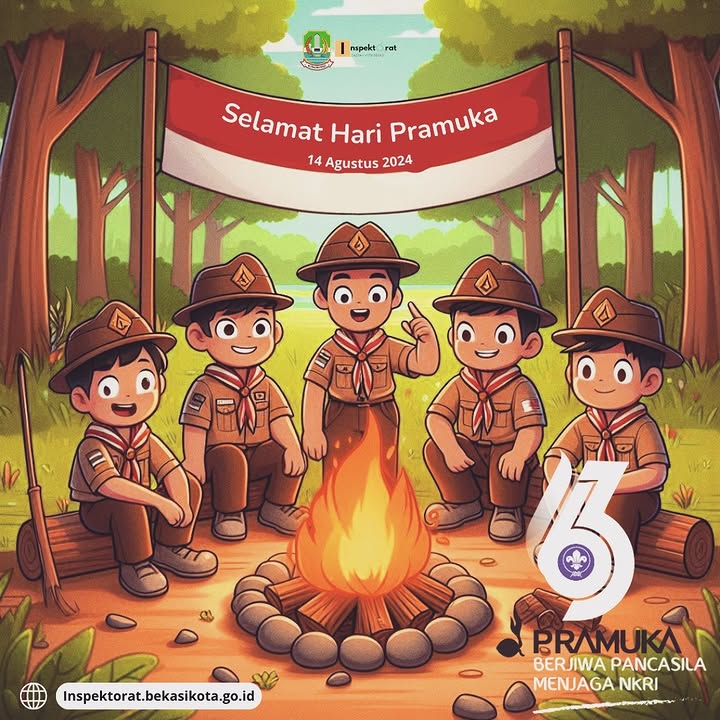 Inspektorat
Selamat Hari Pramuka
14 Agustus 2024
63
PRAMUKA
BERJIWA PANCASILA
MENJAGA NKRI
Inspektorat.bekasikota.go.id